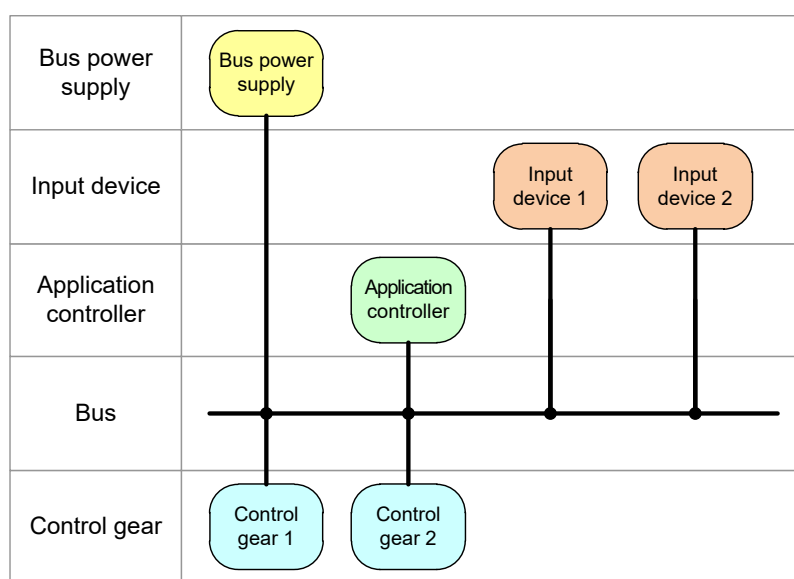 Bus power
supply
Bus power
supply
Input device
Input
device 1
Input
device 2
Application
controller
Application
controller
Bus
Control gear
Control
gear 1
Control
gear 2